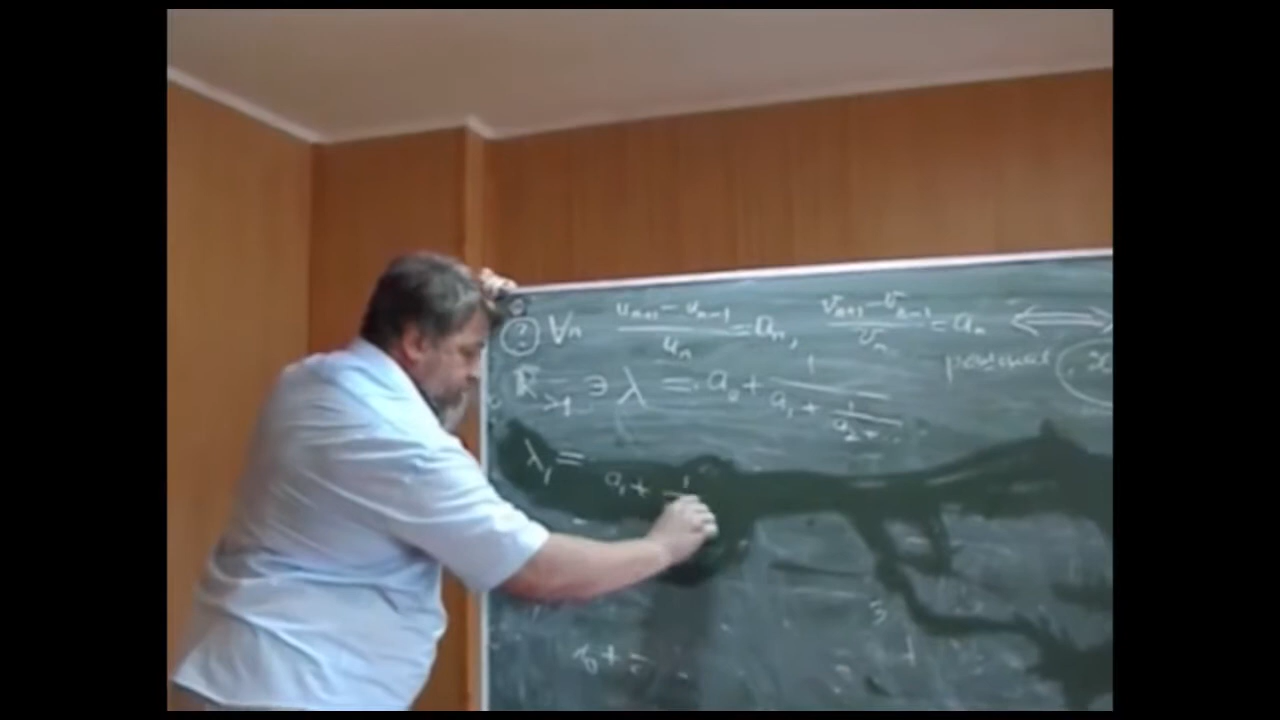 (?) ∀n (u_{n+1} − u_{n−1})/u_n = a_n, (v_{n+1} − v_{n−1})/v_n = a_n ⟺
решения
ℝ_{>1} ∋ λ = a_0 + 1/(a_1 + 1/(a_2 + ...
λ_1 = a_1 + 1